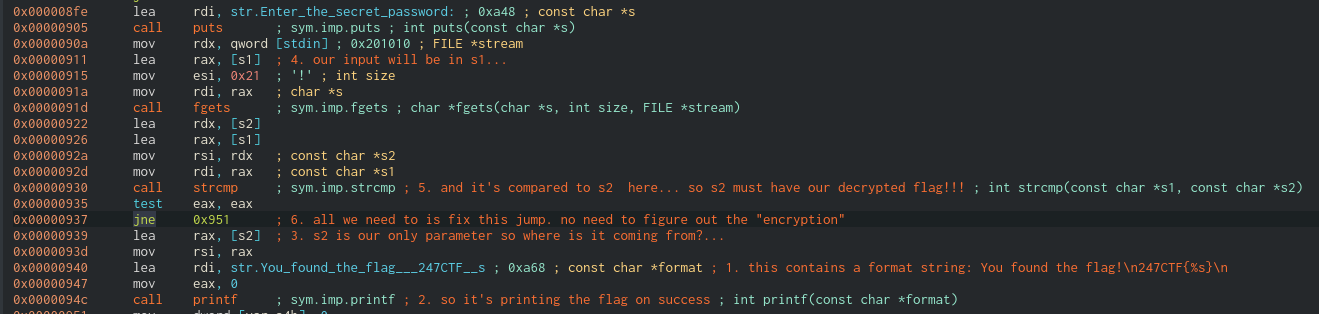 0x000008fe lea rdi, str.Enter_the_secret_password: ; 0xa48 ; const char *s
0x00000905 call puts ; sym.imp.puts ; int puts(const char *s)
0x0000090a mov rdx, qword [stdin] ; 0x201010 ; FILE *stream
0x00000911 lea rax, [s1] ; 4. our input will be in s1...
0x00000915 mov esi, 0x21 ; '!' ; int size
0x0000091a mov rdi, rax ; char *s
0x0000091d call fgets ; sym.imp.fgets ; char *fgets(char *s, int size, FILE *stream)
0x00000922 lea rdx, [s2]
0x00000926 lea rax, [s1]
0x0000092a mov rsi, rdx ; const char *s2
0x0000092d mov rdi, rax ; const char *s1
0x00000930 call strcmp ; sym.imp.strcmp ; 5. and it's compared to s2 here... so s2 must have our decrypted flag!!! ; int strcmp(const char *s1, const char *s2)
0x00000935 test eax, eax
0x00000937 jne 0x951 ; 6. all we need to is fix this jump. no need to figure out the "encryption"
0x00000939 lea rax, [s2] ; 3. s2 is our only parameter so where is it coming from?...
0x0000093d mov rsi, rax
0x00000940 lea rdi, str.You_found_the_flag___247CTF__s ; 0xa68 ; const char *format ; 1. this contains a format string: You found the flag!\n247CTF{%s}\n
0x00000947 mov eax, 0
0x0000094c call printf ; sym.imp.printf ; 2. so it's printing the flag on success ; int printf(const char *format)